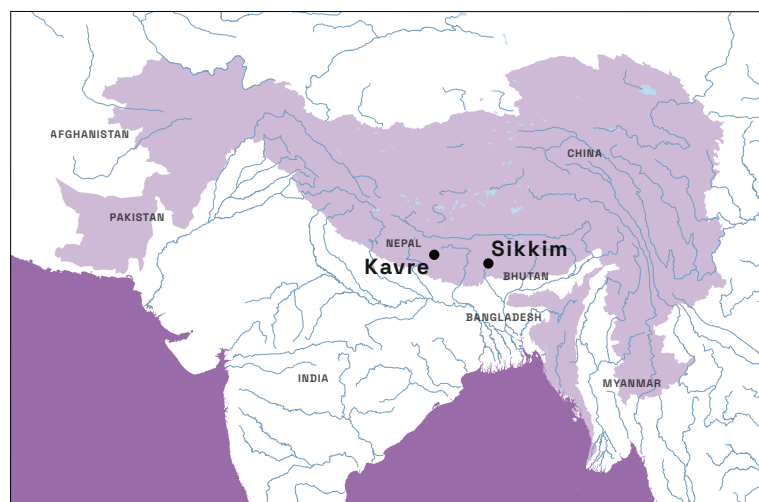 AFGHANISTAN
CHINA
PAKISTAN
NEPAL
Sikkim
Kavre
BHUTAN
BANGLADESH
INDIA
MYANMAR